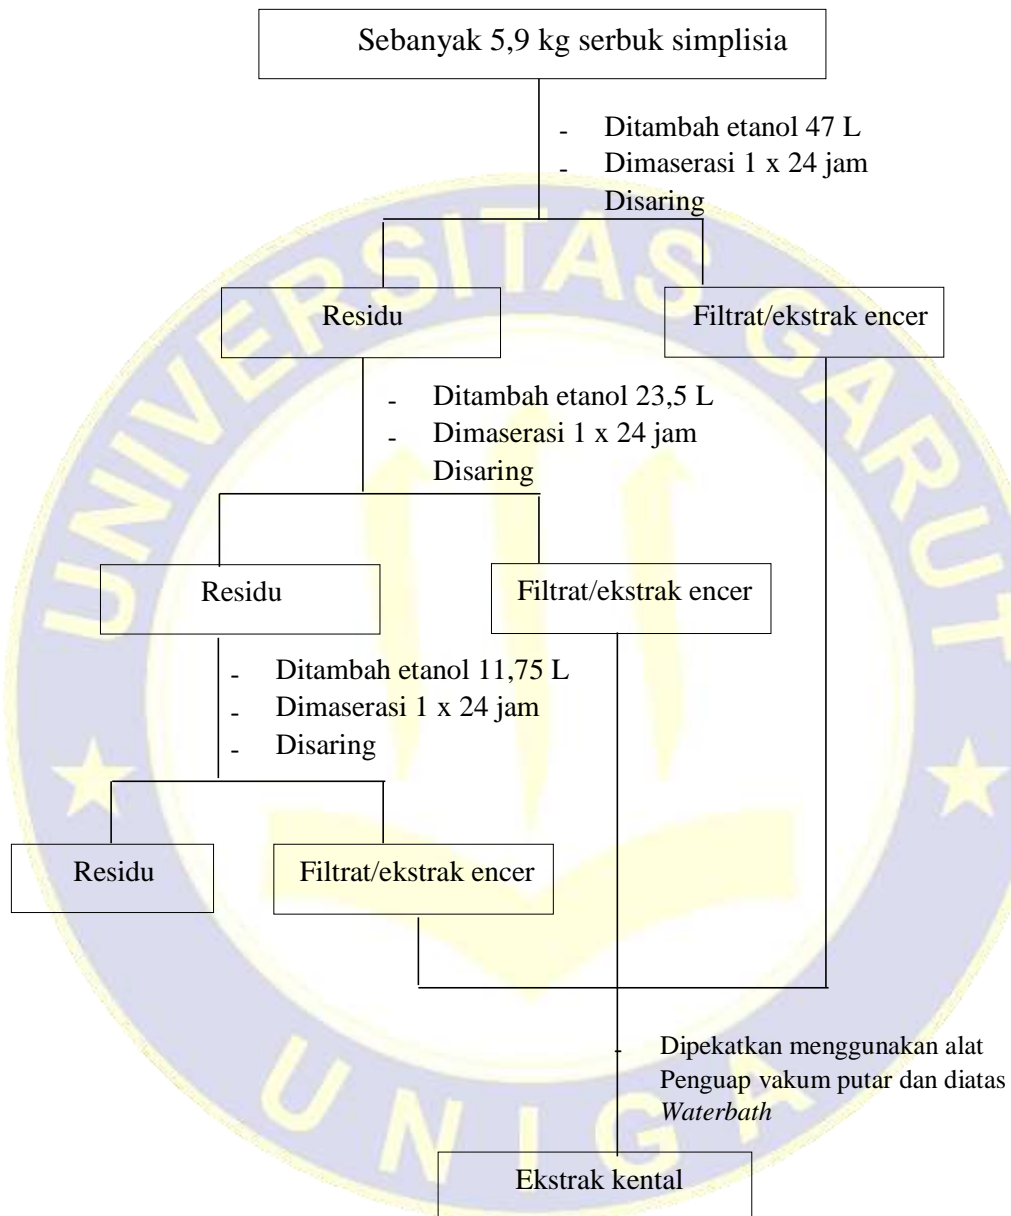 Sebanyak 5,9 kg serbuk simplisia
- Ditambah etanol 47 L
- Dimaserasi 1 x 24 jam
Disaring
Residu
Filtrat/ekstrak encer
- Ditambah etanol 23,5 L
- Dimaserasi 1 x 24 jam
Disaring
Residu
Filtrat/ekstrak encer
- Ditambah etanol 11,75 L
- Dimaserasi 1 x 24 jam
- Disaring
Residu
Filtrat/ekstrak encer
- Dipekatkan menggunakan alat
Penguap vakum putar dan diatas
Waterbath
Ekstrak kental
UNIVERSITAS GARUT
UNIGA